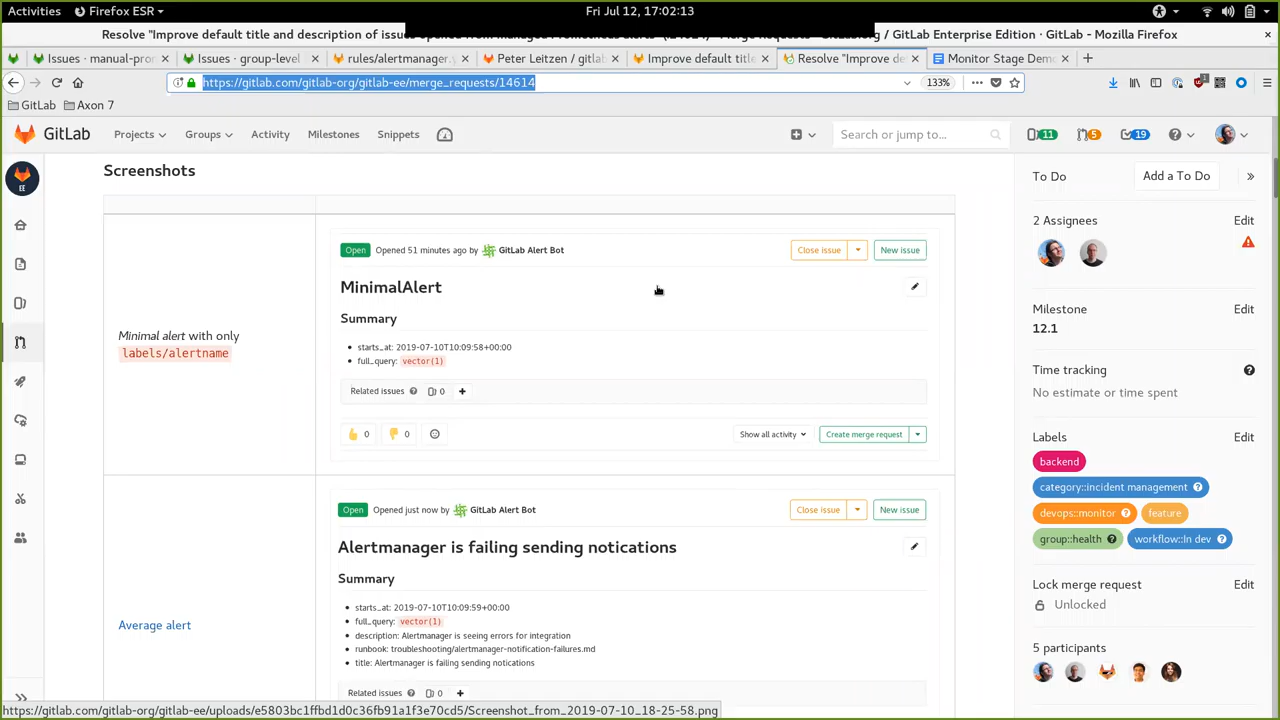 Activities Firefox ESR Fri Jul 12, 17:02:13
Resolve "Improve default title and description of issues opened from managed Prometheus alerts" GitLab.org / GitLab Enterprise Edition · GitLab - Mozilla Firefox
Issues · manual-pro Issues · group-level rules/alertmanager.y Peter Leitzen / gitlab Improve default title Resolve "Improve de Monitor Stage Dem
https://gitlab.com/gitlab-org/gitlab-ee/merge_requests/14614 133%
GitLab Axon 7
GitLab Projects Groups Activity Milestones Snippets Search or jump to… 11 5 19
EE
Screenshots
Minimal alert with only
labels/alertname
Open Opened 51 minutes ago by GitLab Alert Bot Close issue New issue
MinimalAlert
Summary
starts_at: 2019-07-10T10:09:58+00:00
full_query: vector(1)
Related issues 0 +
0 0 Show all activity Create merge request
Average alert
Open Opened just now by GitLab Alert Bot Close issue New issue
Alertmanager is failing sending notications
Summary
starts_at: 2019-07-10T10:09:59+00:00
full_query: vector(1)
description: Alertmanager is seeing errors for integration
runbook: troubleshooting/alertmanager-notification-failures.md
title: Alertmanager is failing sending notications
Related issues 0 +
To Do Add a To Do
2 Assignees Edit
Milestone Edit
12.1
Time tracking
No estimate or time spent
Labels Edit
backend
category::incident management
devops::monitor feature
group::health workflow::In dev
Lock merge request Edit
Unlocked
5 participants
https://gitlab.com/gitlab-org/gitlab-ee/uploads/e5803bc1ffbd1d0c36fb91a1f3e70cd5/Screenshot_from_2019-07-10_18-25-58.png